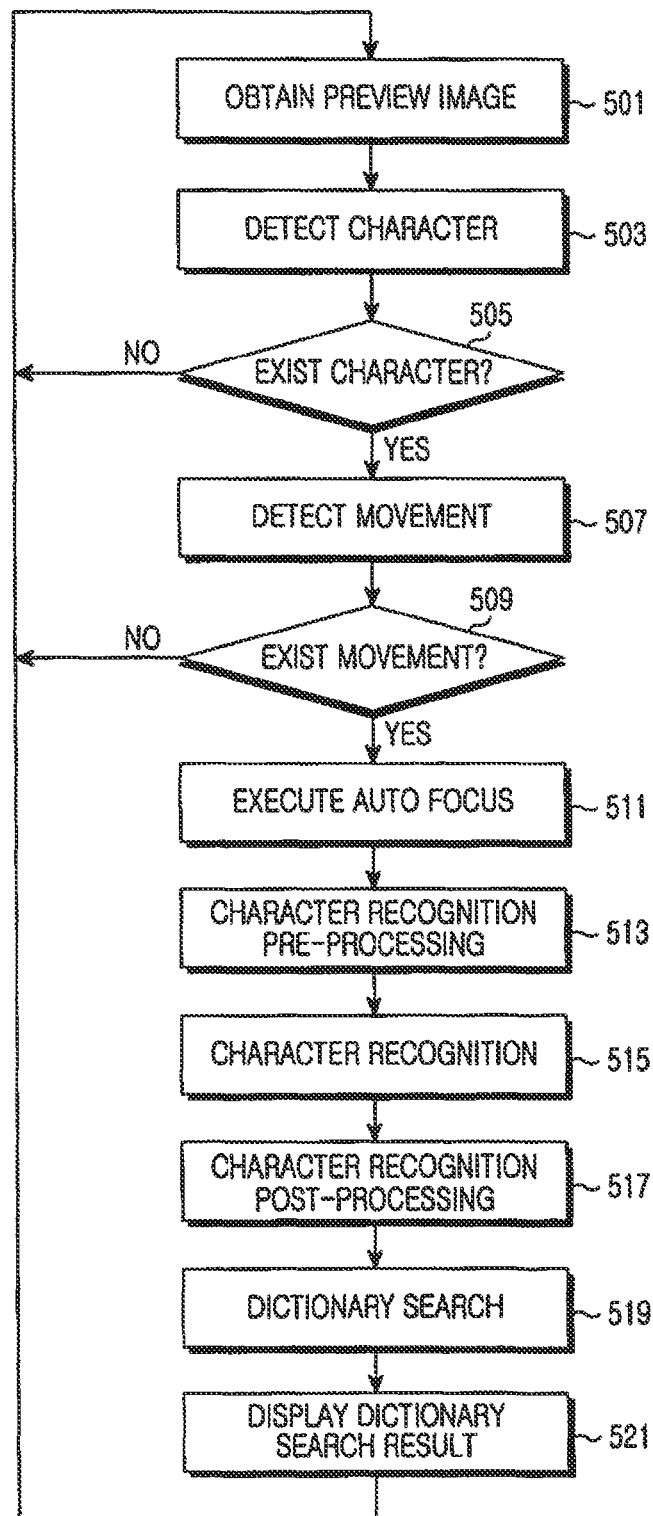 OBTAIN PREVIEW IMAGE
501
DETECT CHARACTER
503
505
NO
EXIST CHARACTER?
YES
DETECT MOVEMENT
507
509
NO
EXIST MOVEMENT?
YES
EXECUTE AUTO FOCUS
511
CHARACTER RECOGNITION
PRE-PROCESSING
513
CHARACTER RECOGNITION
515
CHARACTER RECOGNITION
POST-PROCESSING
517
DICTIONARY SEARCH
519
DISPLAY DICTIONARY
SEARCH RESULT
521